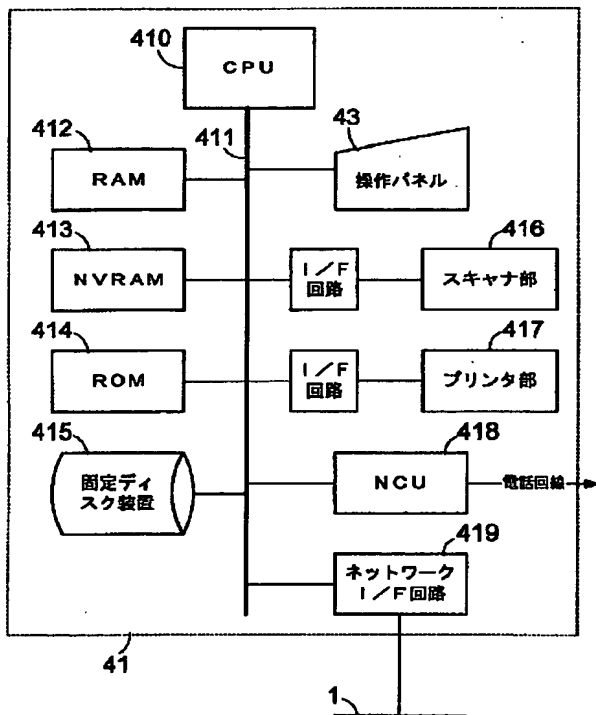 410
CPU
411
412
RAM
43
操作パネル
413
NVRAM
I/F
回路
416
スキャナ部
414
ROM
I/F
回路
417
プリンタ部
415
固定ディ
スク装置
418
NCU
電話回線
419
ネットワーク
I/F回路
41
1